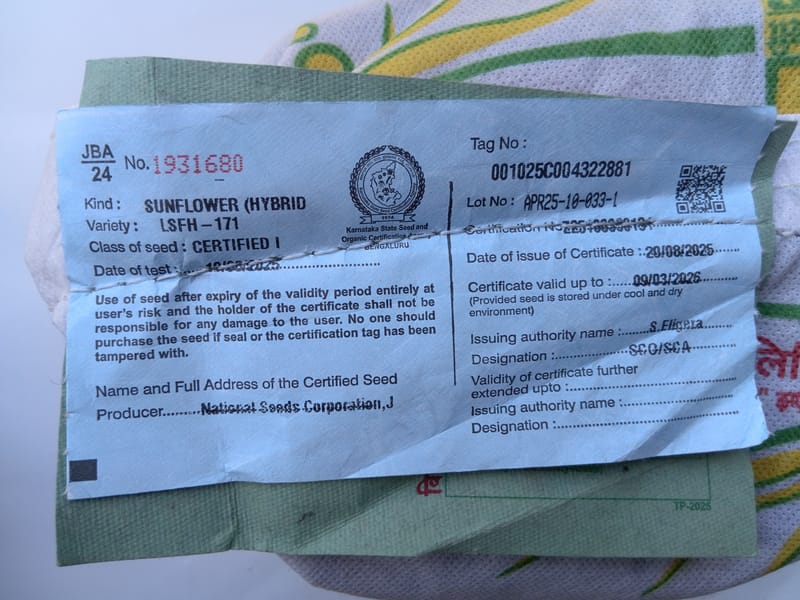 JBA
24
No. 1931680
Kind : SUNFLOWER (HYBRID
Variety : LSFH - 171
Class of seed : CERTIFIED I
Date of test :
Use of seed after expiry of the validity period entirely at
user's risk and the holder of the certificate shall not be
responsible for any damage to the user. No one should
purchase the seed if seal or the certification tag has been
tampered with.
Name and Full Address of the Certified Seed
Producer......... National Seeds Corporation,J
Karnataka State Seed and
Organic Certification
BENGALURU
Tag No :
001025C004322881
Lot No : APR25-10-033-1
Certification No
Date of issue of Certificate : 20/08/2025
Certificate valid up to : 09/03/2026
(Provided seed is stored under cool and dry
environment)
Issuing authority name : S.Eligera
Designation : SCO/SCA
Validity of certificate further
extended upto :
Issuing authority name :
Designation :
TP-2025